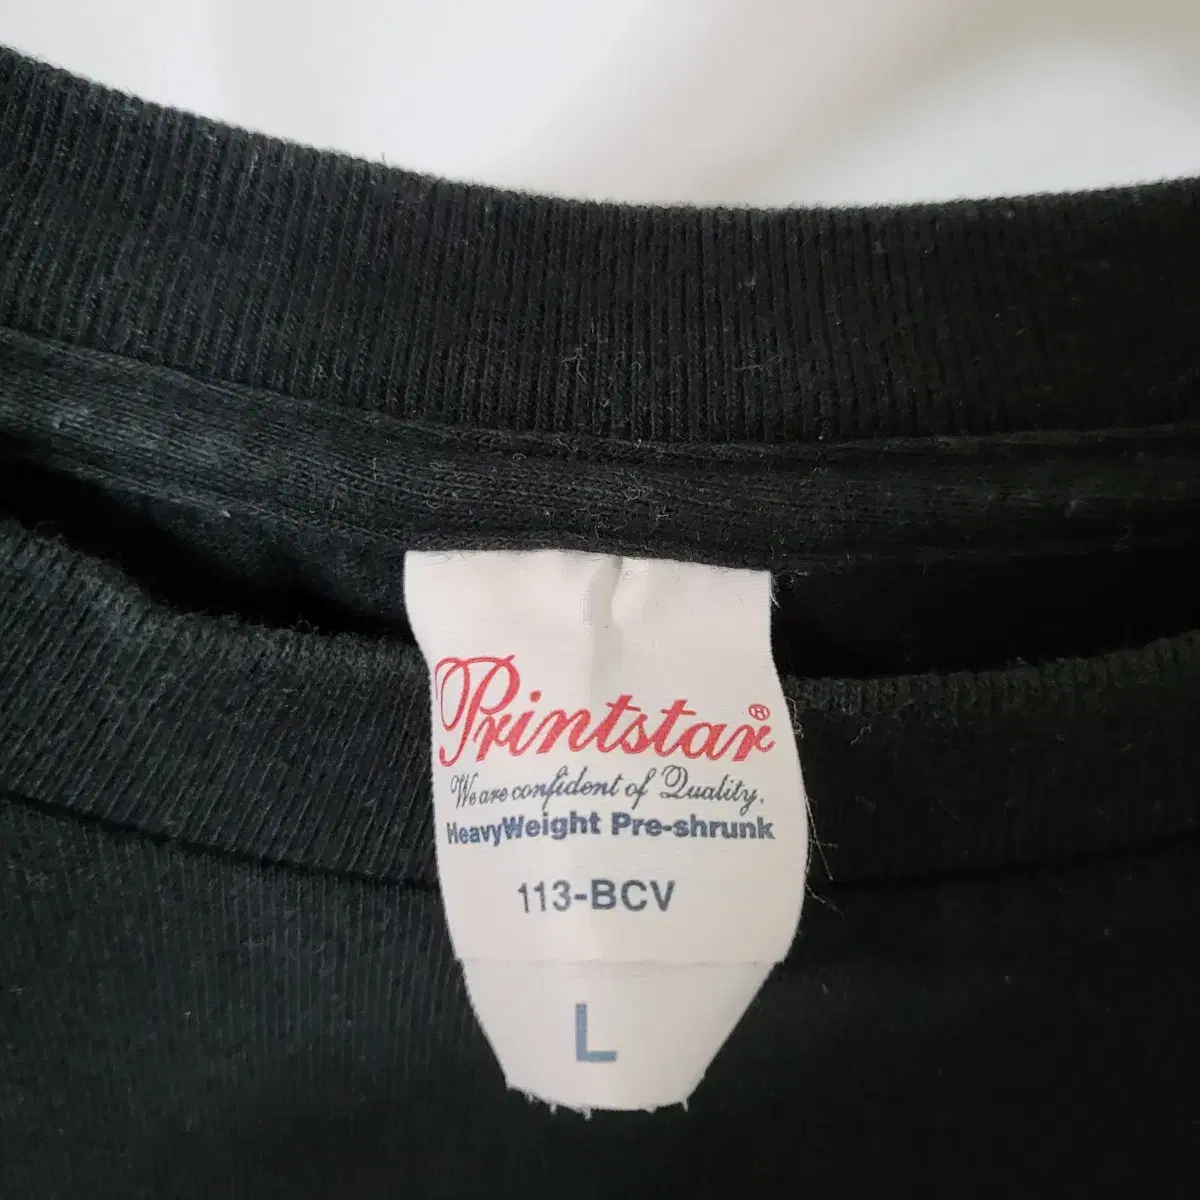 Printstar®
We are confident of Quality.
HeavyWeight Pre-shrunk
113-BCV
L